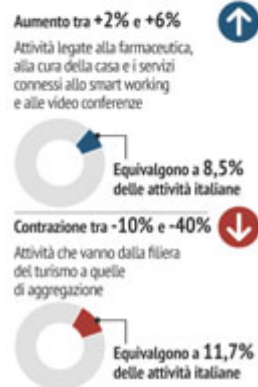 Aumento tra +2% e +6%
Attività legate alla farmaceutica,
alla cura della casa e i servizi
connessi allo smart working
e alle video conferenze
Equivalgono a 8,5%
delle attività italiane
Contrazione tra -10% e -40%
Attività che vanno dalla filiera
del turismo a quelle
di aggregazione
Equivalgono a 11,7%
delle attività italiane